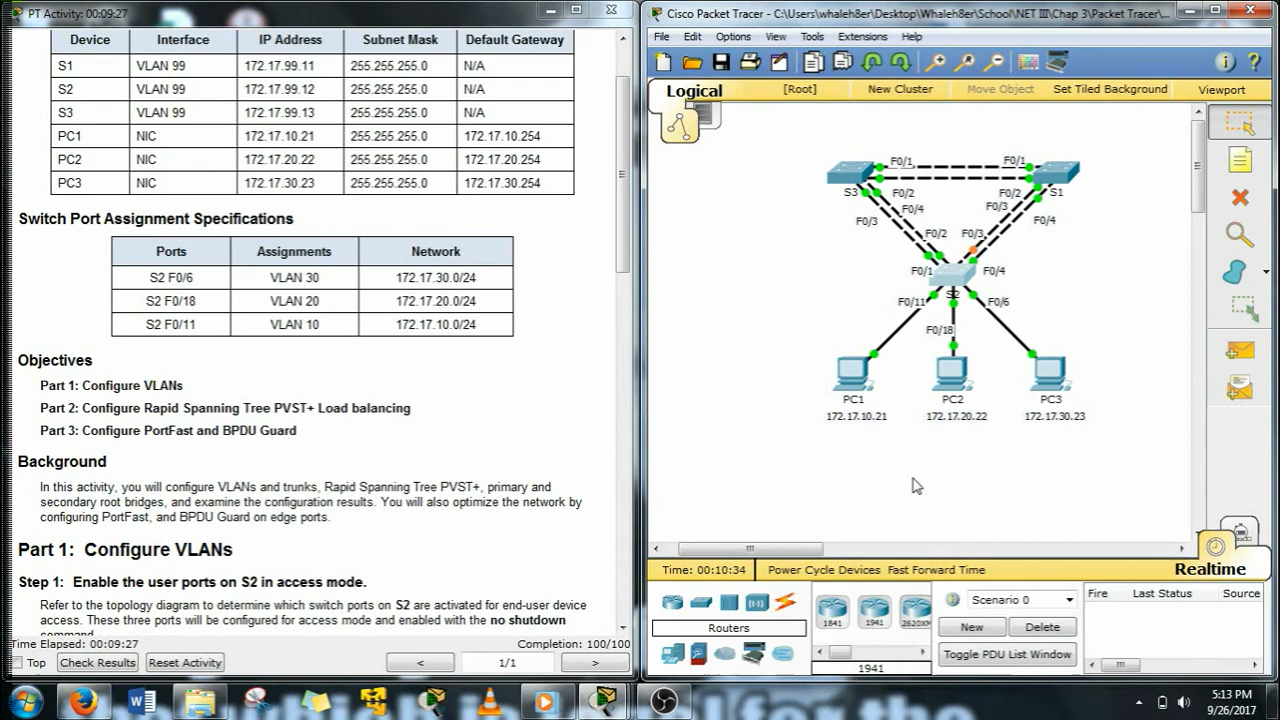 PT Activity: 00:09:27
Device Interface IP Address Subnet Mask Default Gateway
S1 VLAN 99 172.17.99.11 255.255.255.0 N/A
S2 VLAN 99 172.17.99.12 255.255.255.0 N/A
S3 VLAN 99 172.17.99.13 255.255.255.0 N/A
PC1 NIC 172.17.10.21 255.255.255.0 172.17.10.254
PC2 NIC 172.17.20.22 255.255.255.0 172.17.20.254
PC3 NIC 172.17.30.23 255.255.255.0 172.17.30.254
Switch Port Assignment Specifications
Ports Assignments Network
S2 F0/6 VLAN 30 172.17.30.0/24
S2 F0/18 VLAN 20 172.17.20.0/24
S2 F0/11 VLAN 10 172.17.10.0/24
Objectives
Part 1: Configure VLANs
Part 2: Configure Rapid Spanning Tree PVST+ Load balancing
Part 3: Configure PortFast and BPDU Guard
Background
In this activity, you will configure VLANs and trunks, Rapid Spanning Tree PVST+, primary and
secondary root bridges, and examine the configuration results. You will also optimize the network by
configuring PortFast, and BPDU Guard on edge ports.
Part 1: Configure VLANs
Step 1: Enable the user ports on S2 in access mode.
Refer to the topology diagram to determine which switch ports on S2 are activated for end-user device
access. These three ports will be configured for access mode and enabled with the no shutdown
command.
Time Elapsed: 00:09:27 Completion: 100/100
Top Check Results Reset Activity < 1/1 >
Cisco Packet Tracer - C:\Users\whaleh8er\Desktop\Whaleh8er\School\NET III\Chap 3\Packet Tracer\...
File Edit Options View Tools Extensions Help
Logical [Root] New Cluster Move Object Set Tiled Background Viewport
F0/1 F0/1
S3 F0/2 F0/2 S1
F0/4 F0/3
F0/3 F0/4
F0/2 F0/3
F0/1 F0/4
S2
F0/11 F0/6
F0/18
PC1 PC2 PC3
172.17.10.21 172.17.20.22 172.17.30.23
Realtime
Time: 00:10:34 Power Cycle Devices Fast Forward Time
Routers
1841 1941 2620XM
1941
Scenario 0
New Delete
Toggle PDU List Window
Fire Last Status Source
for the
5:13 PM
9/26/2017